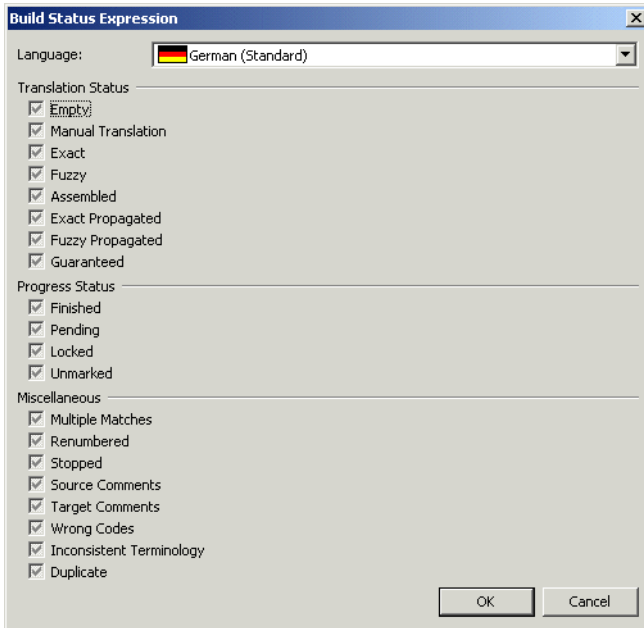 Build Status Expression
Language: German (Standard)
Translation Status
Empty
Manual Translation
Exact
Fuzzy
Assembled
Exact Propagated
Fuzzy Propagated
Guaranteed
Progress Status
Finished
Pending
Locked
Unmarked
Miscellaneous
Multiple Matches
Renumbered
Stopped
Source Comments
Target Comments
Wrong Codes
Inconsistent Terminology
Duplicate
OK Cancel